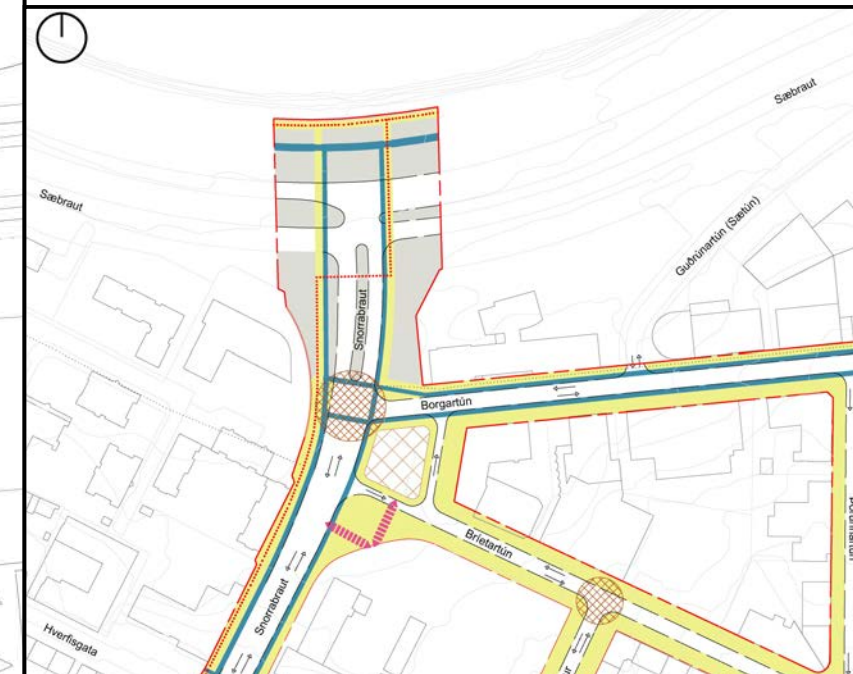 Sæbraut
Sæbraut
Guðrúnartún (Sætún)
Snorrabraut
Borgartún
Bríetartún
Snorrabraut
Hverfisgata